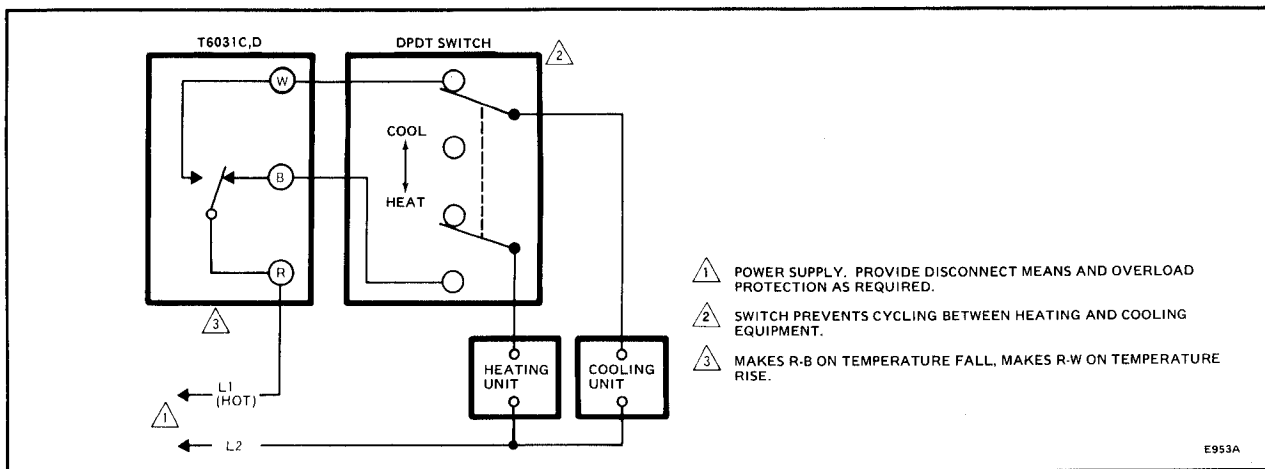 T6031C,D
DPDT SWITCH
2
W
COOL
B
HEAT
R
3
L1
(HOT)
1
L2
HEATING
UNIT
COOLING
UNIT
1 POWER SUPPLY. PROVIDE DISCONNECT MEANS AND OVERLOAD
PROTECTION AS REQUIRED.
2 SWITCH PREVENTS CYCLING BETWEEN HEATING AND COOLING
EQUIPMENT.
3 MAKES R-B ON TEMPERATURE FALL, MAKES R-W ON TEMPERATURE
RISE.
E953A